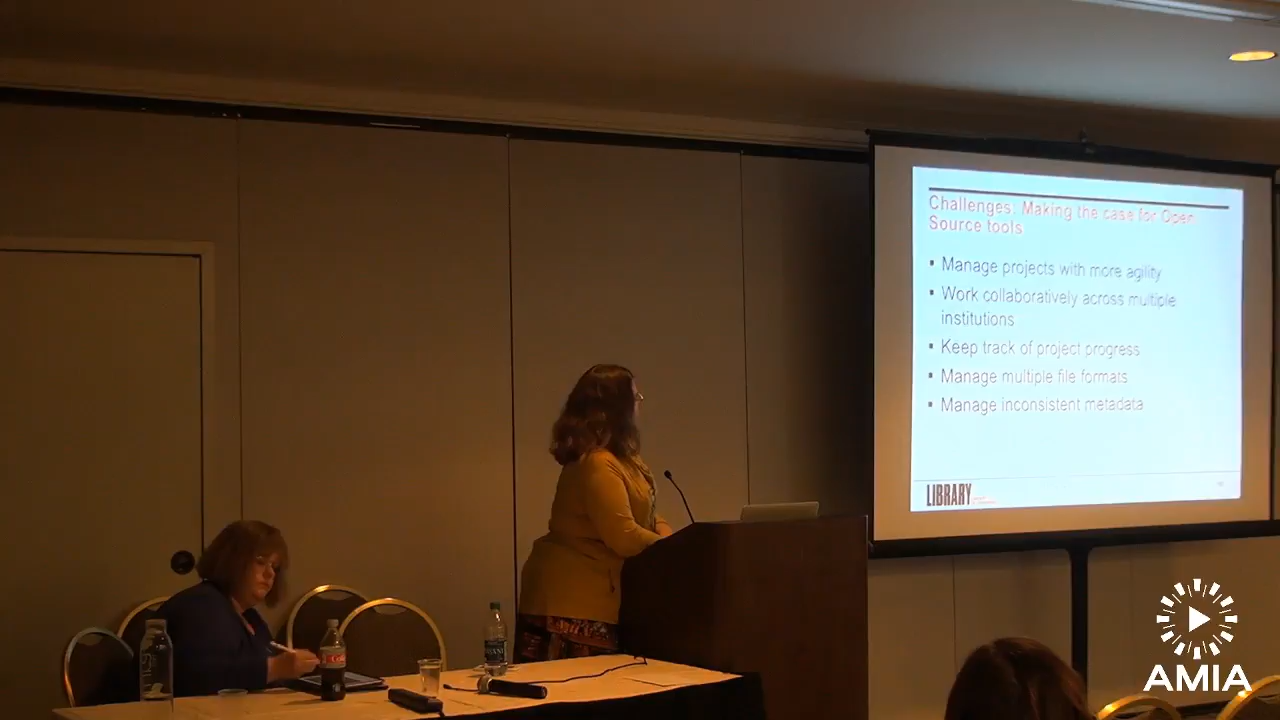 Challenges: Making the case for Open
Source tools
▪ Manage projects with more agility
▪ Work collaboratively across multiple
institutions
▪ Keep track of project progress
▪ Manage multiple file formats
▪ Manage inconsistent metadata
LIBRARY
AMIA